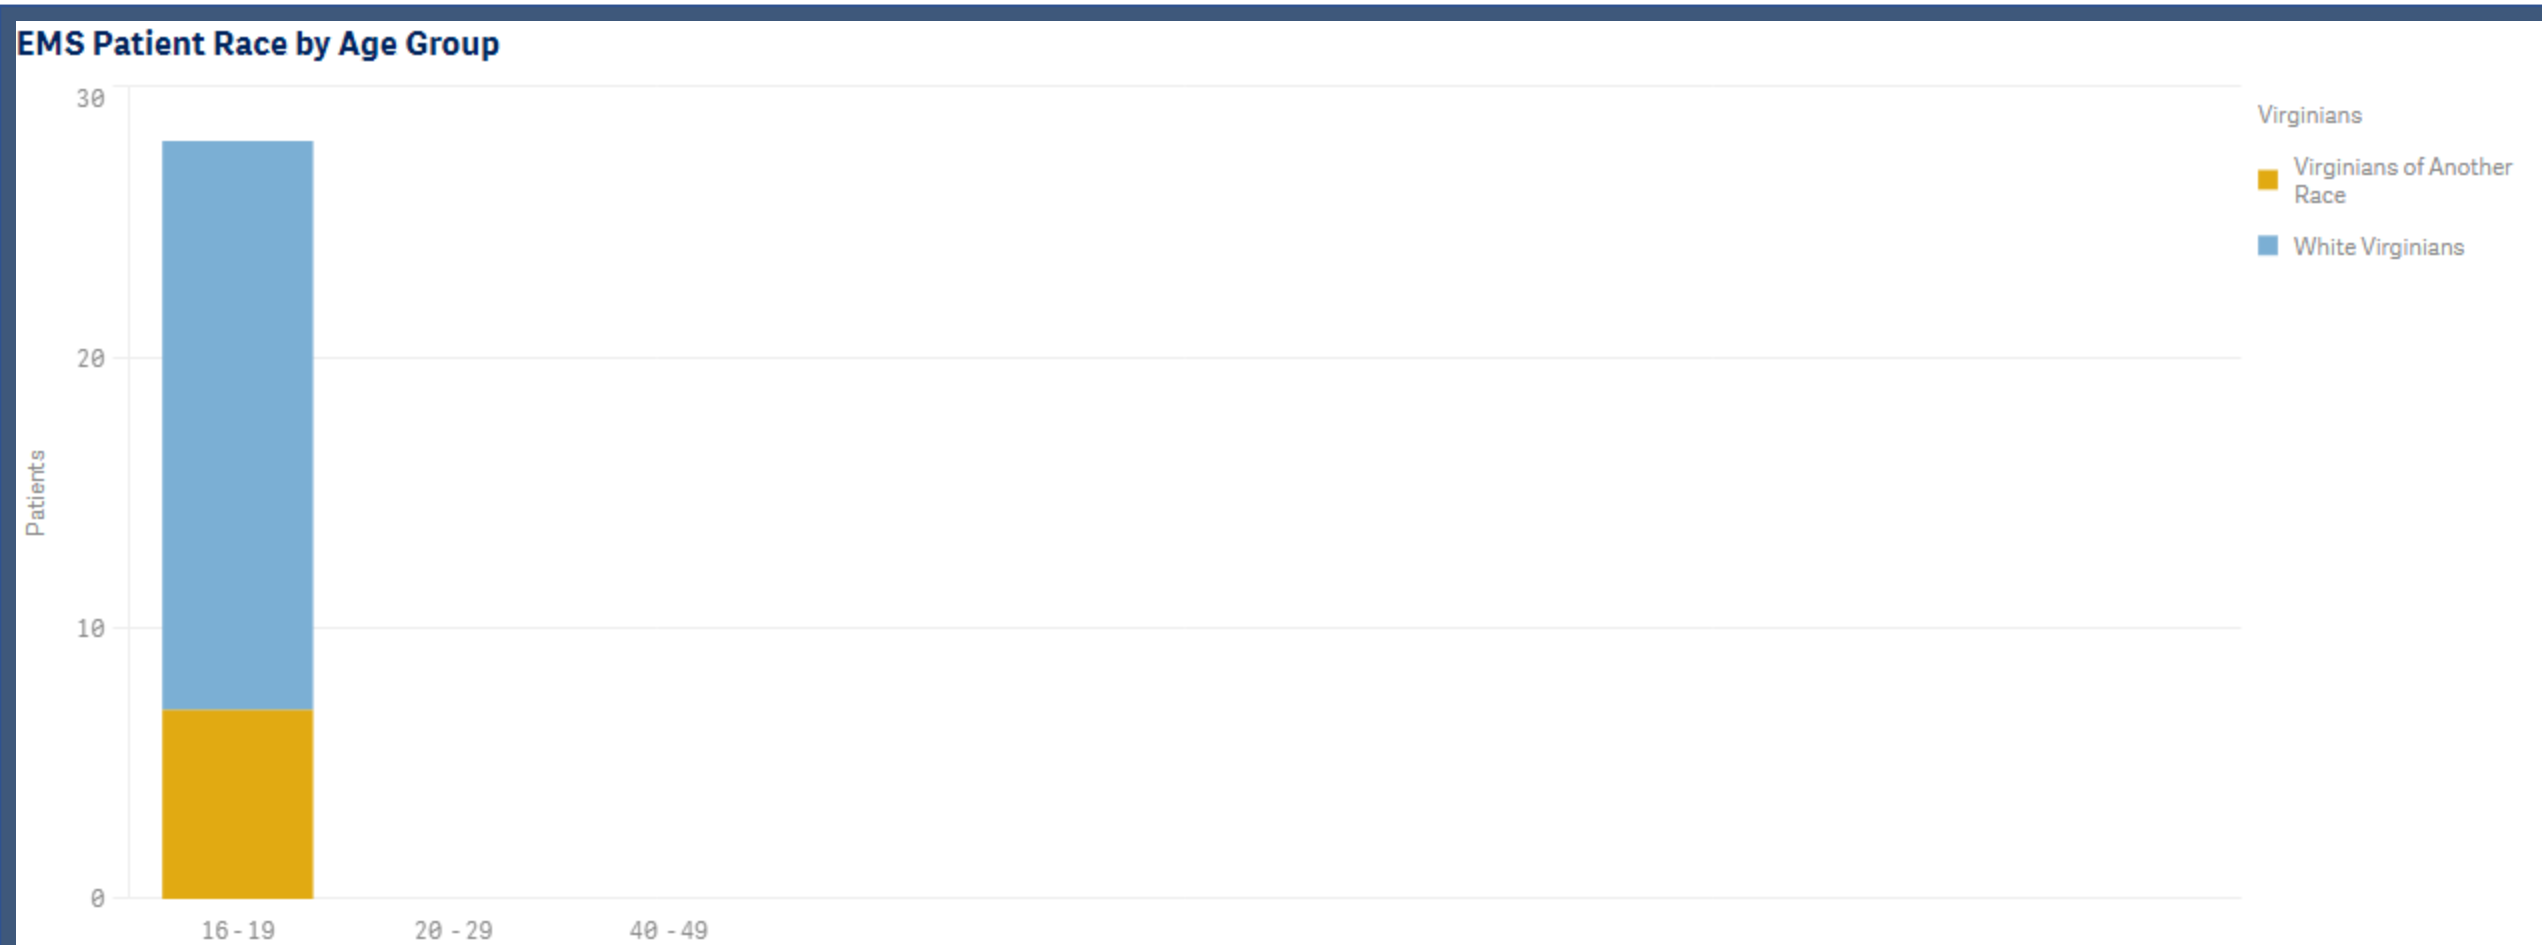 EMS Patient Race by Age Group
30
20
10
0
Patients
16 - 19
20 - 29
40 - 49
Virginians
Virginians of Another
Race
White Virginians